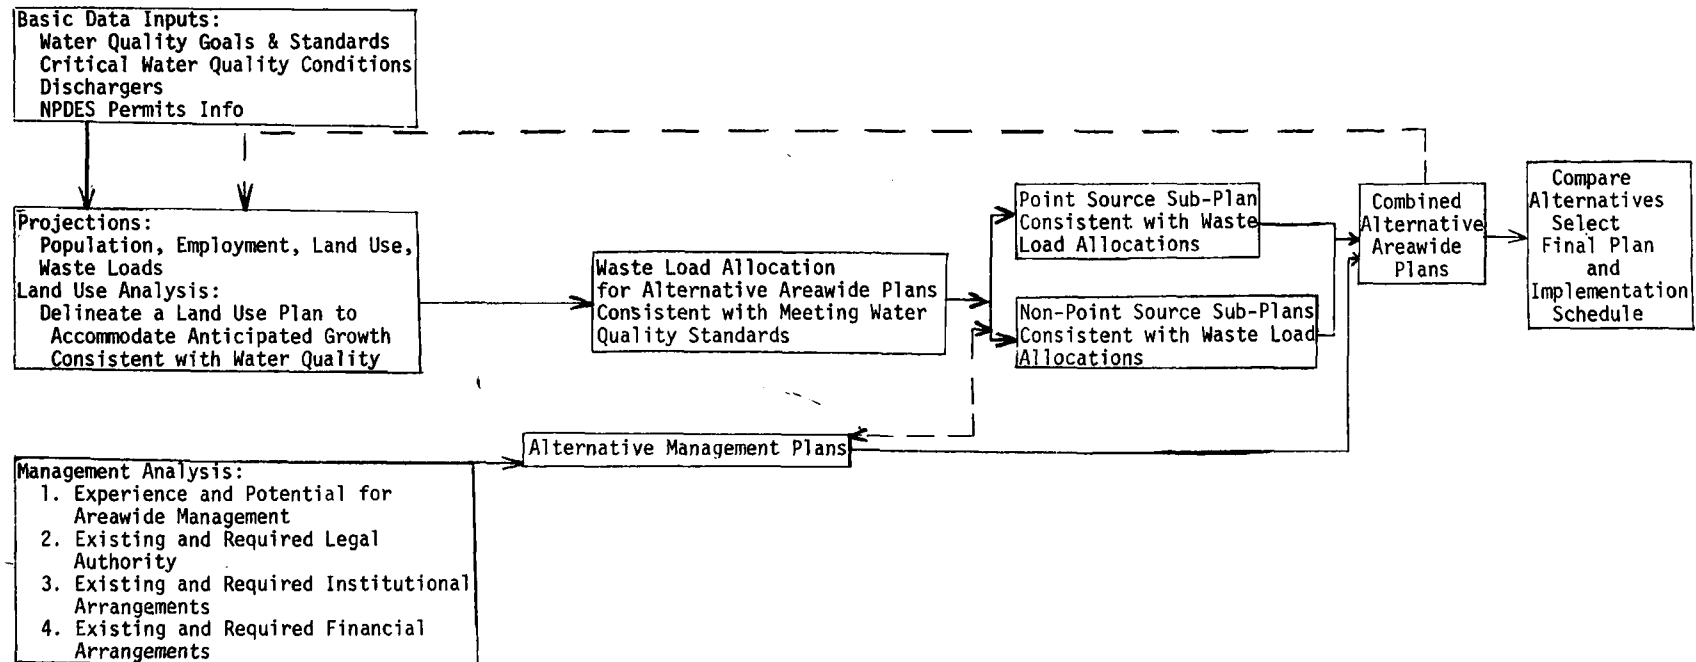 Basic Data Inputs:
Water Quality Goals & Standards
Critical Water Quality Conditions
Dischargers
NPDES Permits Info
Projections:
Population, Employment, Land Use,
Waste Loads
Land Use Analysis:
Delineate a Land Use Plan to
Accommodate Anticipated Growth
Consistent with Water Quality
Waste Load Allocation
for Alternative Areawide Plans
Consistent with Meeting Water
Quality Standards
Point Source Sub-Plan
Consistent with Waste
Load Allocations
Non-Point Source Sub-Plans
Consistent with Waste Load
Allocations
Combined
Alternative
Areawide
Plans
Compare
Alternatives
Select
Final Plan
and
Implementation
Schedule
Alternative Management Plans
Management Analysis:
1. Experience and Potential for
Areawide Management
2. Existing and Required Legal
Authority
3. Existing and Required Institutional
Arrangements
4. Existing and Required Financial
Arrangements